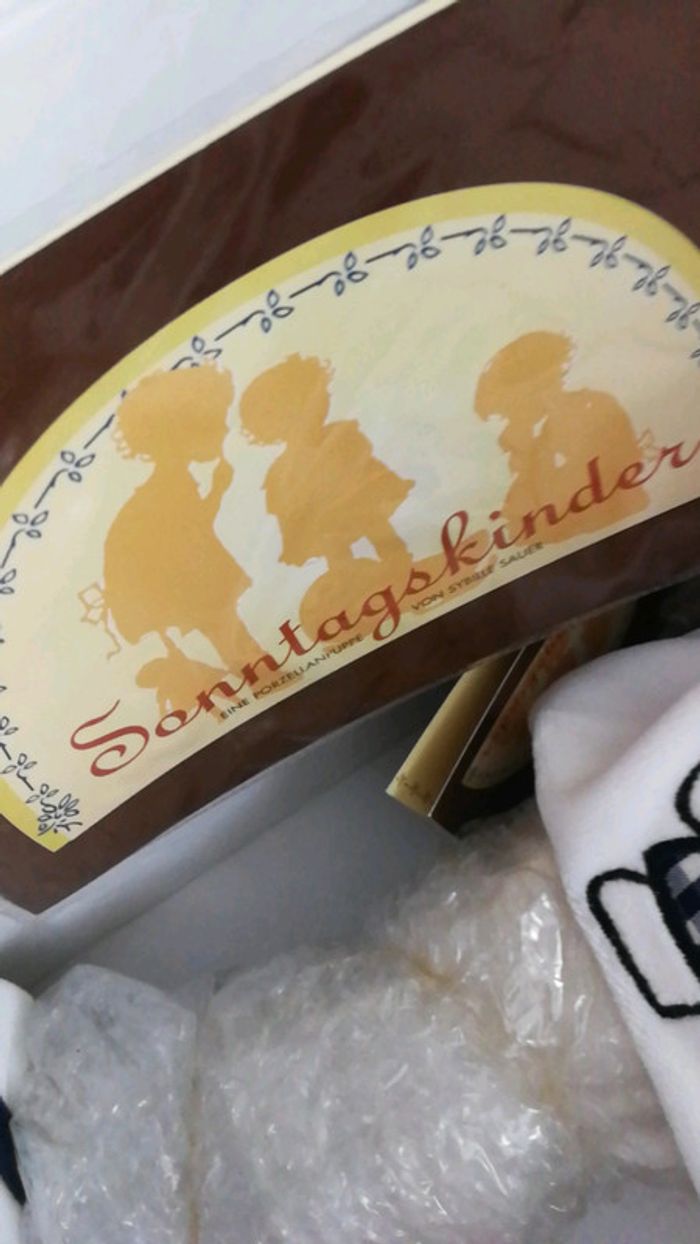 Sonntagskinder
EINE PORZELLANPUPPE VON SYBILLE SAUER